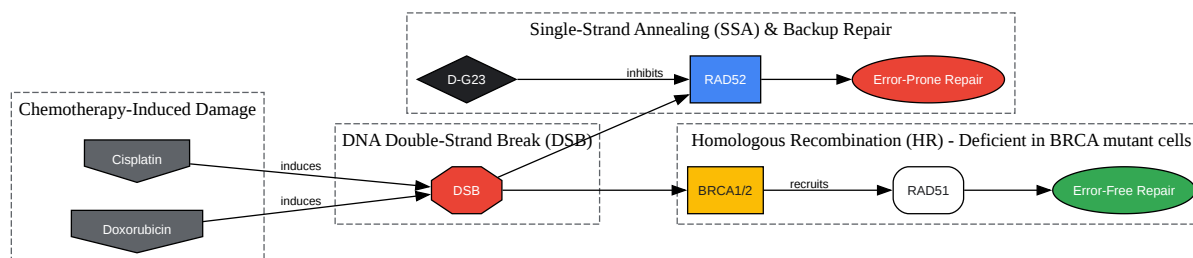 Single-Strand Annealing (SSA) & Backup Repair
D-G23
inhibits
RAD52
Error-Prone Repair
Chemotherapy-Induced Damage
Cisplatin
induces
Doxorubicin
induces
DNA Double-Strand Break (DSB)
DSB
Homologous Recombination (HR) - Deficient in BRCA mutant cells
BRCA1/2
recruits
RAD51
Error-Free Repair